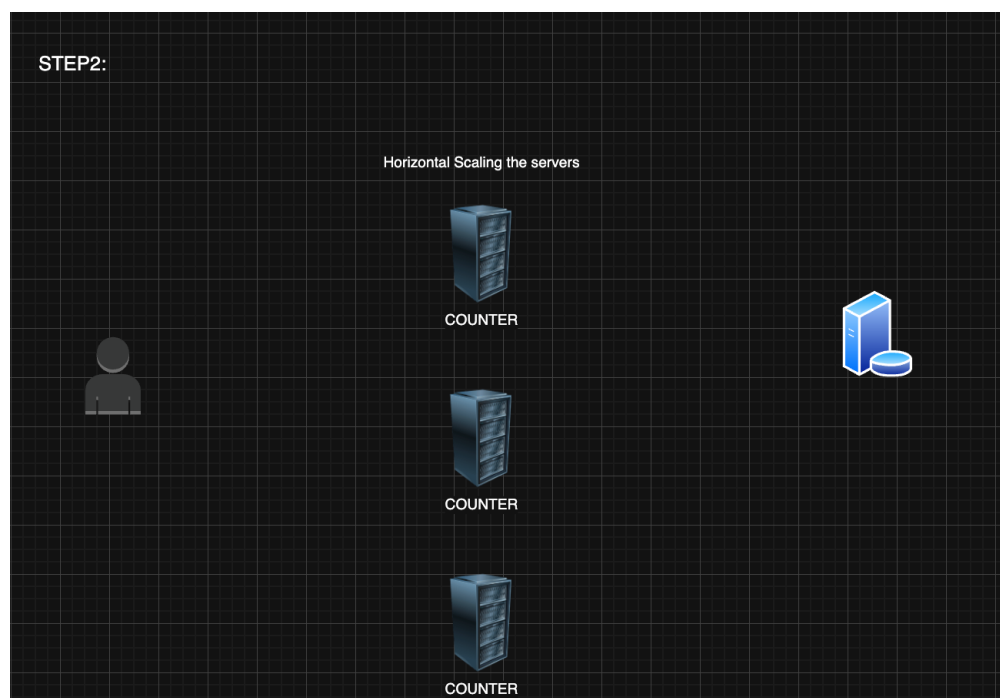 STEP2:
Horizontal Scaling the servers
COUNTER
COUNTER
COUNTER